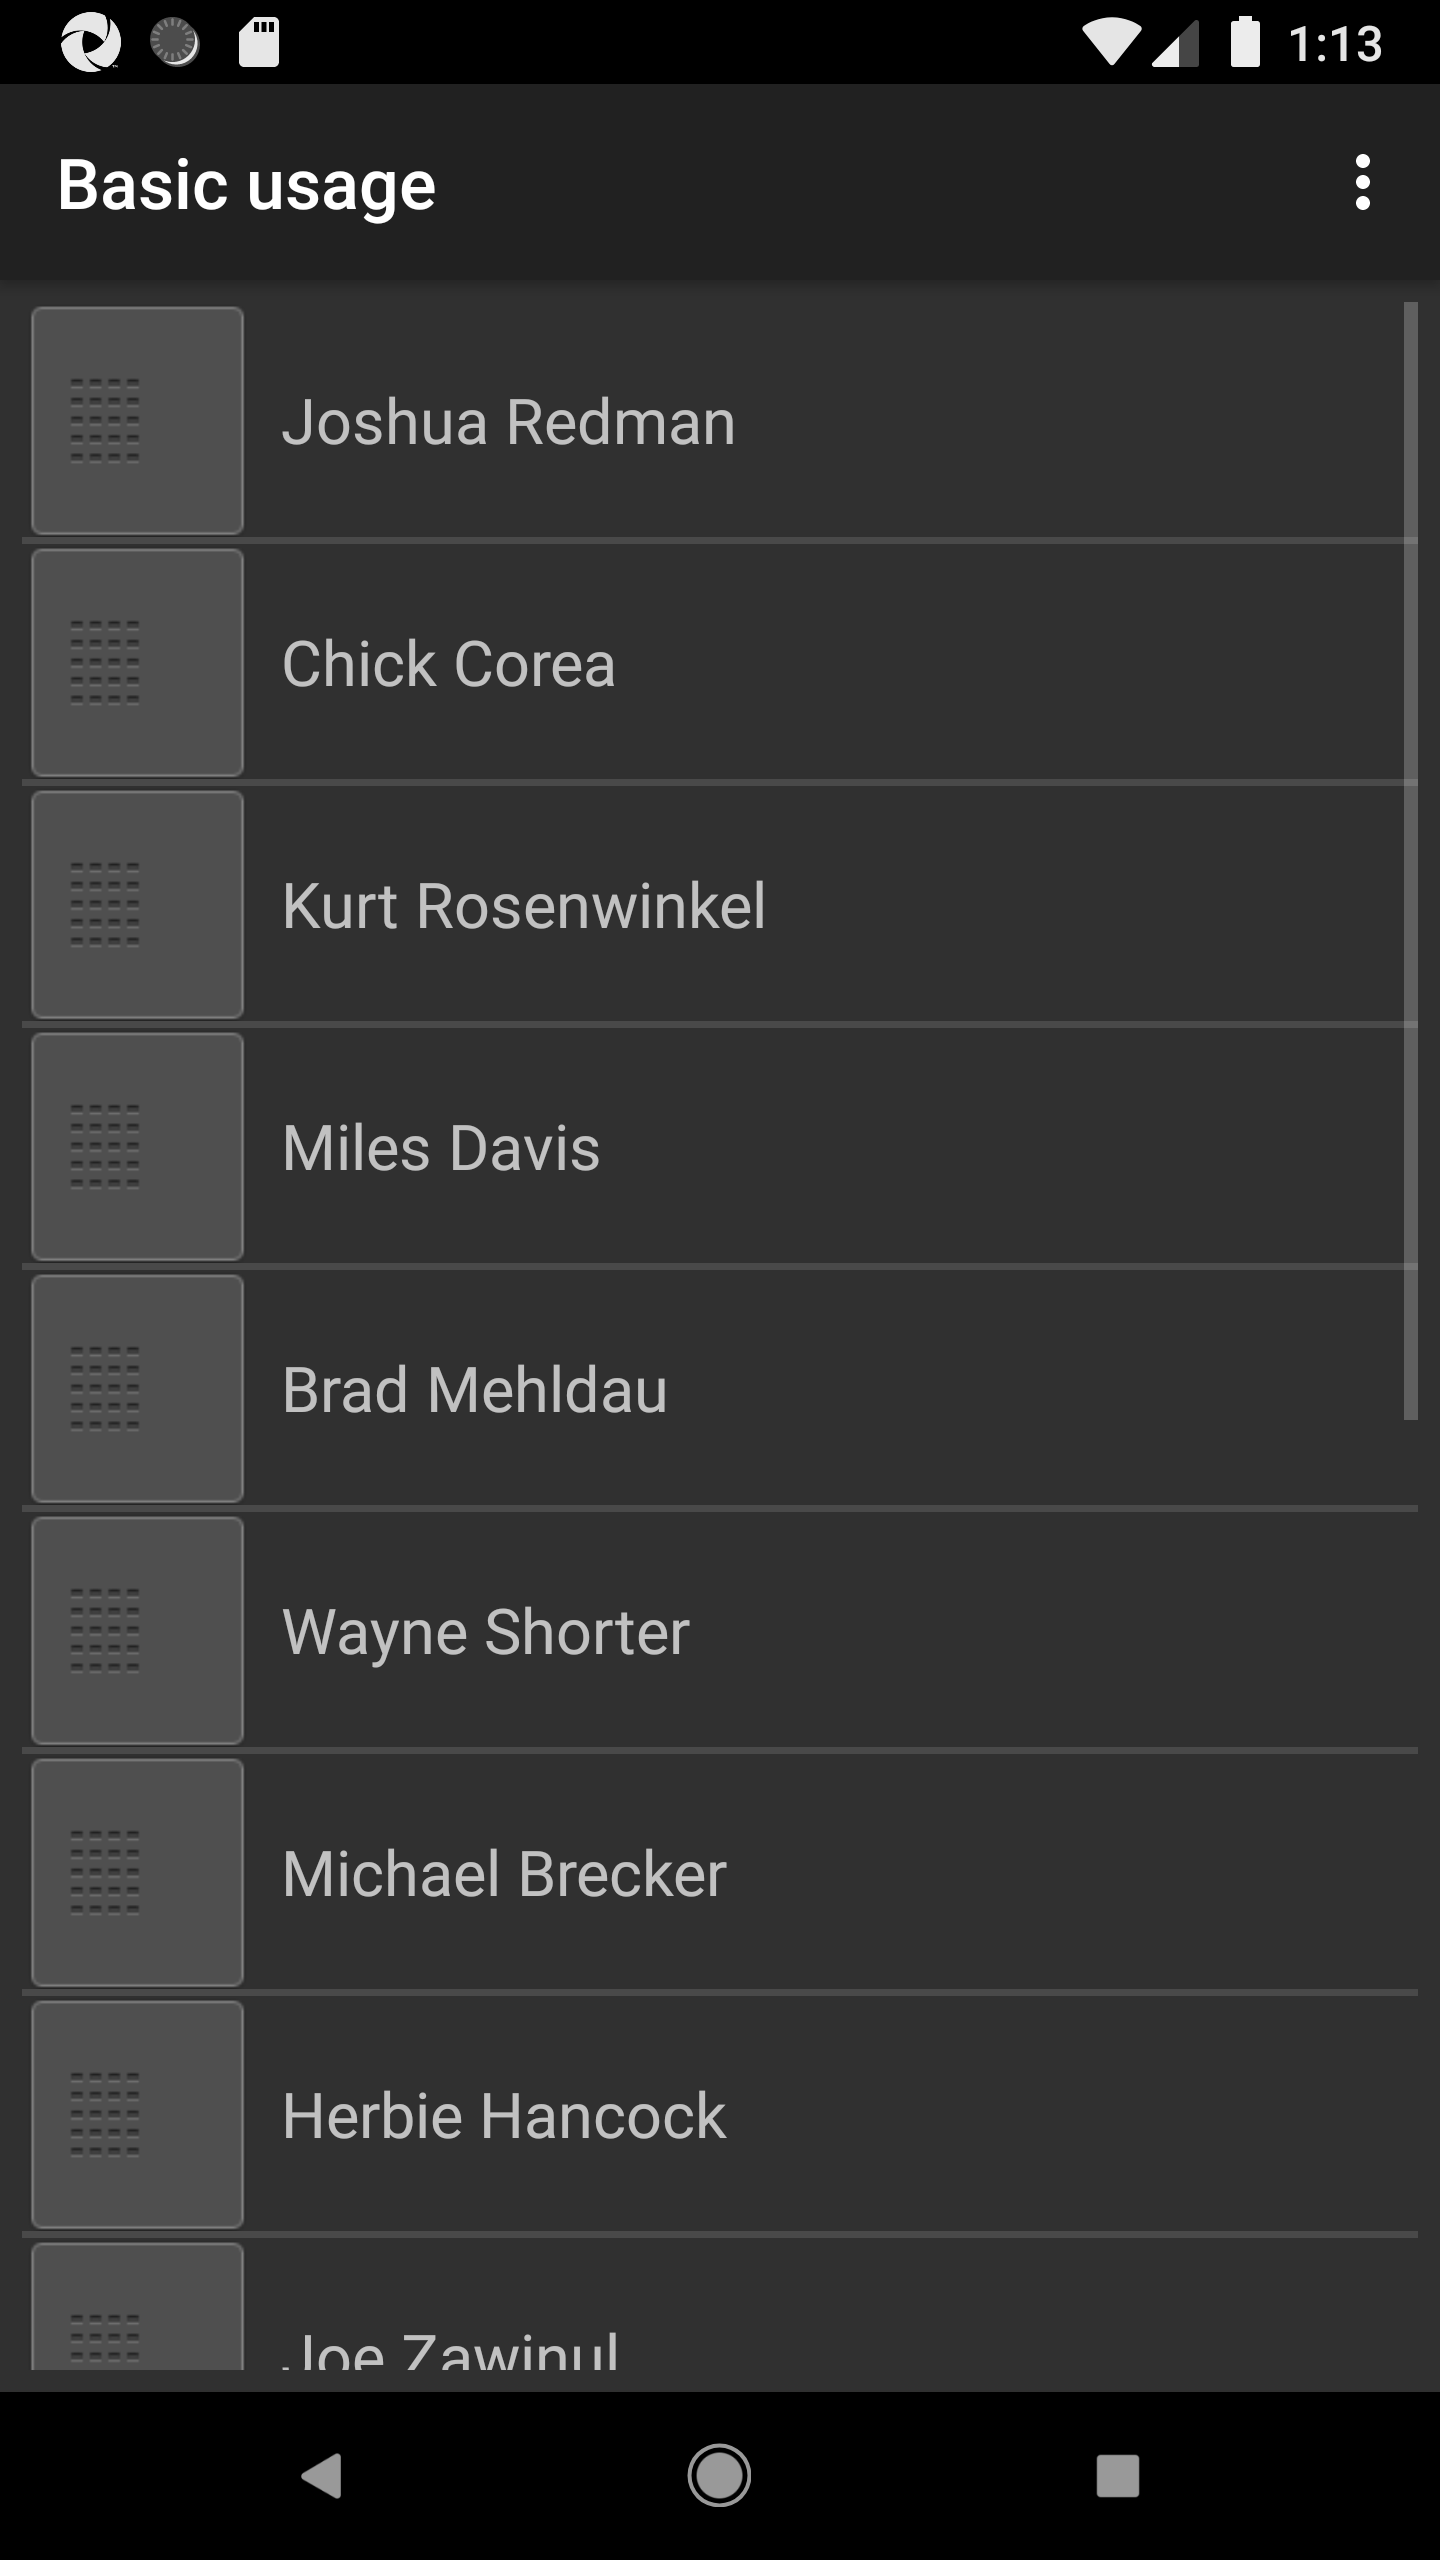 1:13
Basic usage
Joshua Redman
Chick Corea
Kurt Rosenwinkel
Miles Davis
Brad Mehldau
Wayne Shorter
Michael Brecker
Herbie Hancock
Joe Zawinul